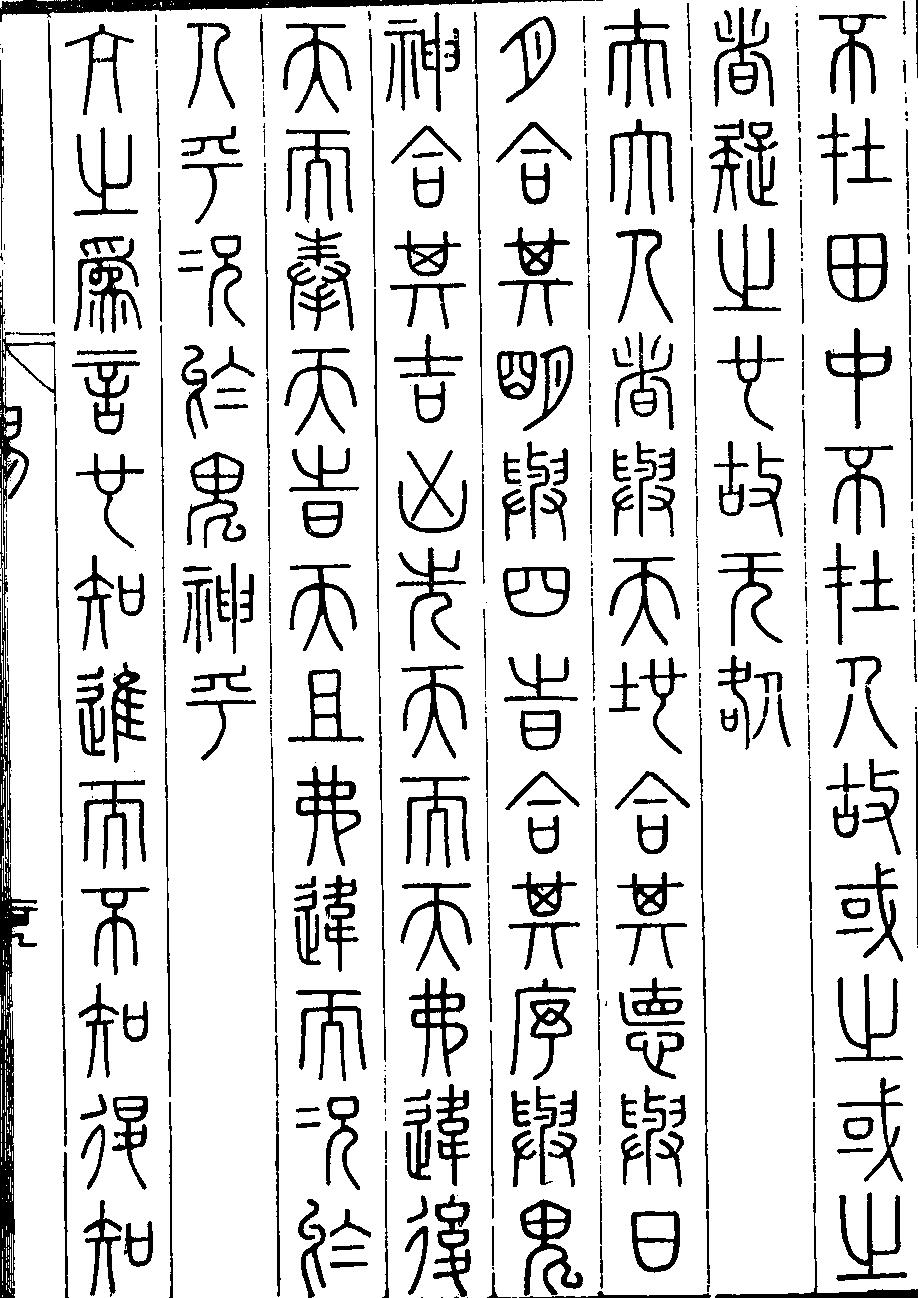 不在田中不在人故或之或之
者疑之也故无咎
夫大人者與天地合其德與日
月合其明與四時合其序與鬼
神合其吉凶先天而天弗違後
天而奉天時天且弗違而況於
人乎況於鬼神乎
亢之爲言也知進而不知退知